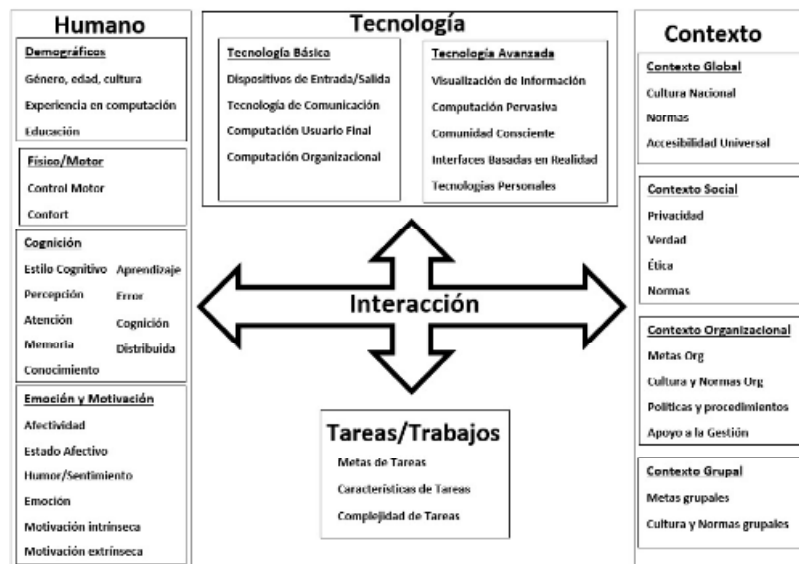 Humano
Demográficos
Género, edad, cultura
Experiencia en computación
Educación
Físico/Motor
Control Motor
Confort
Cognición
Estilo Cognitivo Aprendizaje
Percepción Error
Atención Cognición
Memoria Distribuida
Conocimiento
Emoción y Motivación
Afectividad
Estado Afectivo
Humor/Sentimiento
Emoción
Motivación intrínseca
Motivación extrínseca
Tecnología
Tecnología Básica
Dispositivos de Entrada/Salida
Tecnología de Comunicación
Computación Usuario Final
Computación Organizacional
Tecnología Avanzada
Visualización de Información
Computación Pervasiva
Comunidad Consciente
Interfaces Basadas en Realidad
Tecnologías Personales
Interacción
Tareas/Trabajos
Metas de Tareas
Características de Tareas
Complejidad de Tareas
Contexto
Contexto Global
Cultura Nacional
Normas
Accesibilidad Universal
Contexto Social
Privacidad
Verdad
Ética
Normas
Contexto Organizacional
Metas Org
Cultura y Normas Org
Políticas y procedimientos
Apoyo a la Gestión
Contexto Grupal
Metas grupales
Cultura y Normas grupales